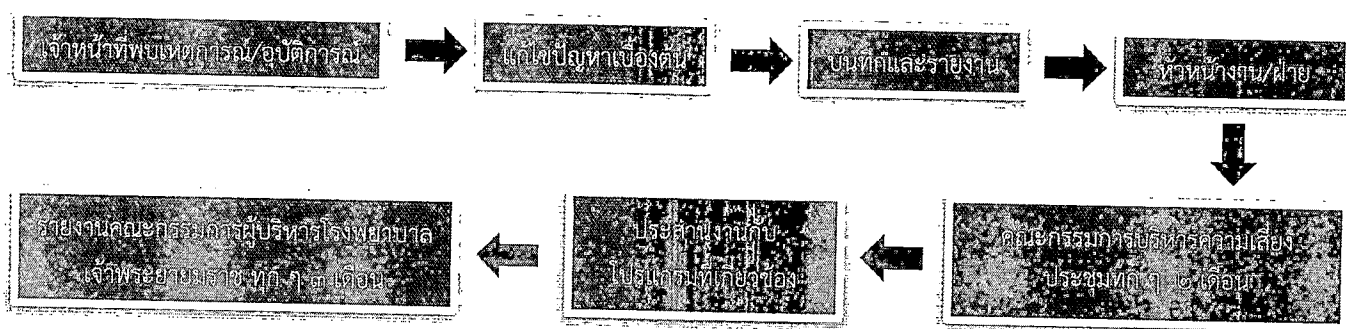 เจ้าหน้าที่พบเหตุการณ์/อุบัติการณ์
แก้ไขปัญหาเบื้องต้น
บันทึกและรายงาน
หัวหน้างาน/ฝ่าย
คณะกรรมการบริหารความเสี่ยง
ประชุมทุก ๆ ๒ เดือน
ประสานงานกับ
โปรแกรมที่เกี่ยวข้อง
รายงานคณะกรรมการผู้บริหารโรงพยาบาล
เจ้าพระยายมราช ทุก ๆ ๓ เดือน